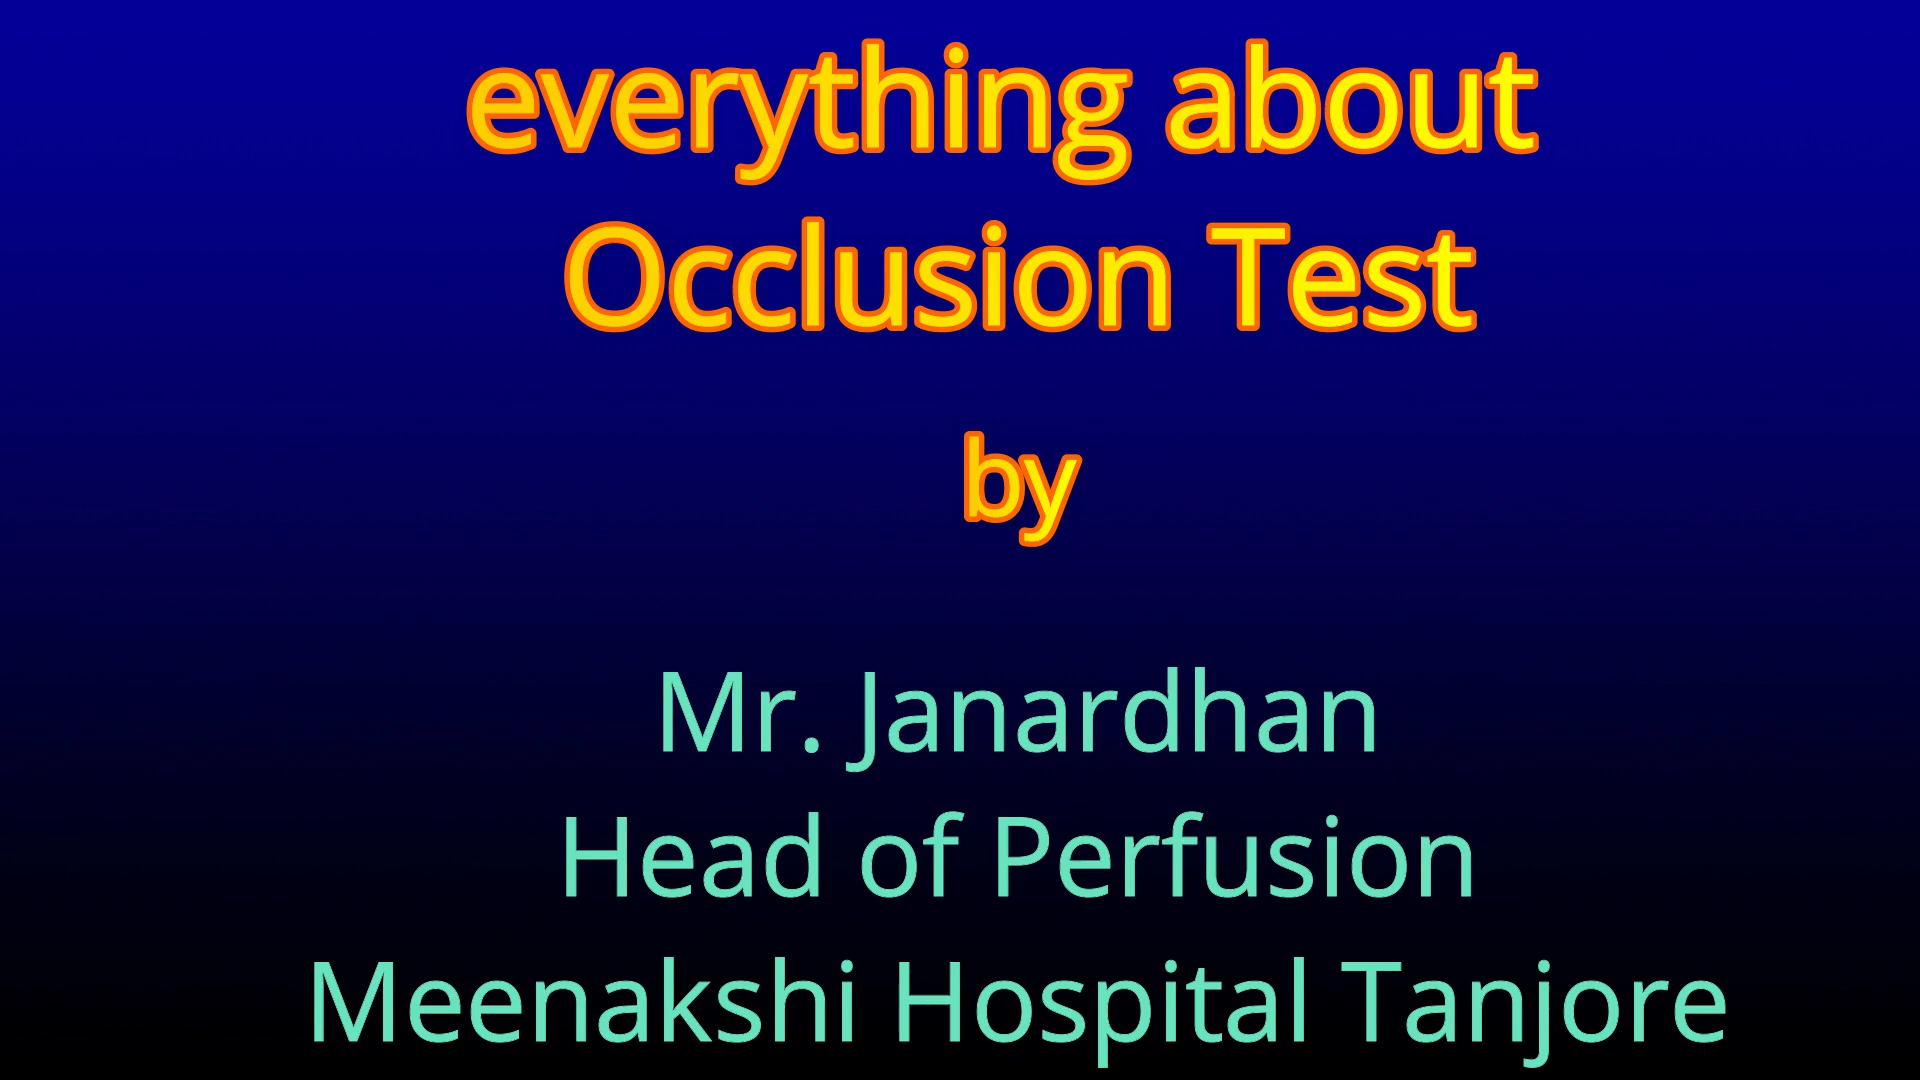 everything about
Occlusion Test
by
Mr. Janardhan
Head of Perfusion
Meenakshi Hospital Tanjore